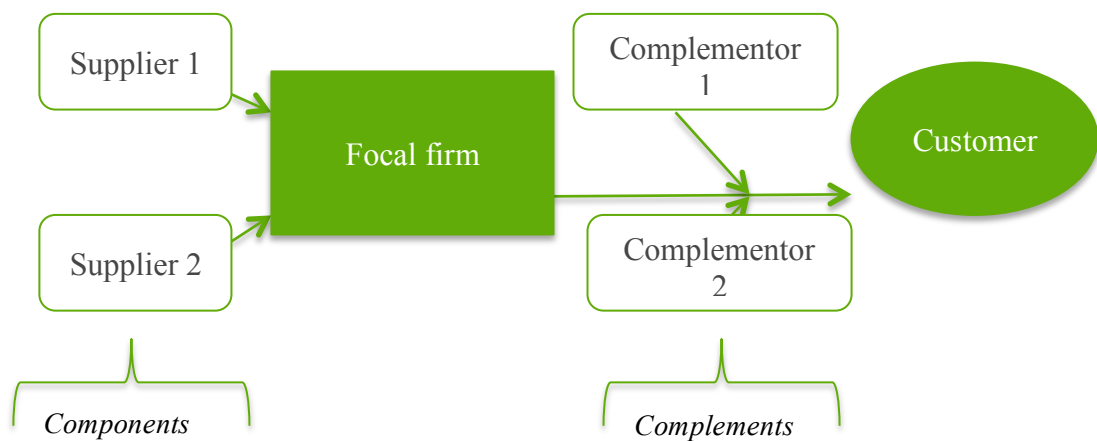 Supplier 1
Complementor
1
Focal firm
Customer
Supplier 2
Complementor
2
Components
Complements